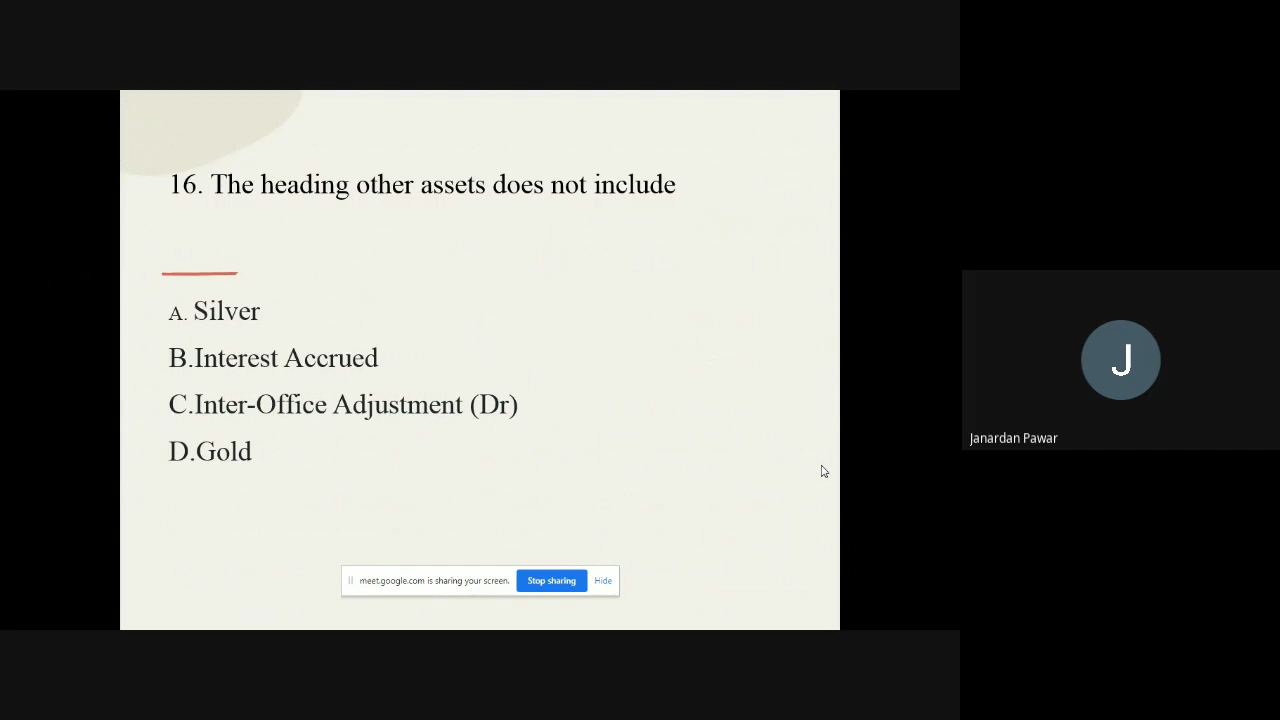 16. The heading other assets does not include
A. Silver
B.Interest Accrued
C.Inter-Office Adjustment (Dr)
D.Gold
meet.google.com is sharing your screen. Stop sharing Hide
J
Janardan Pawar